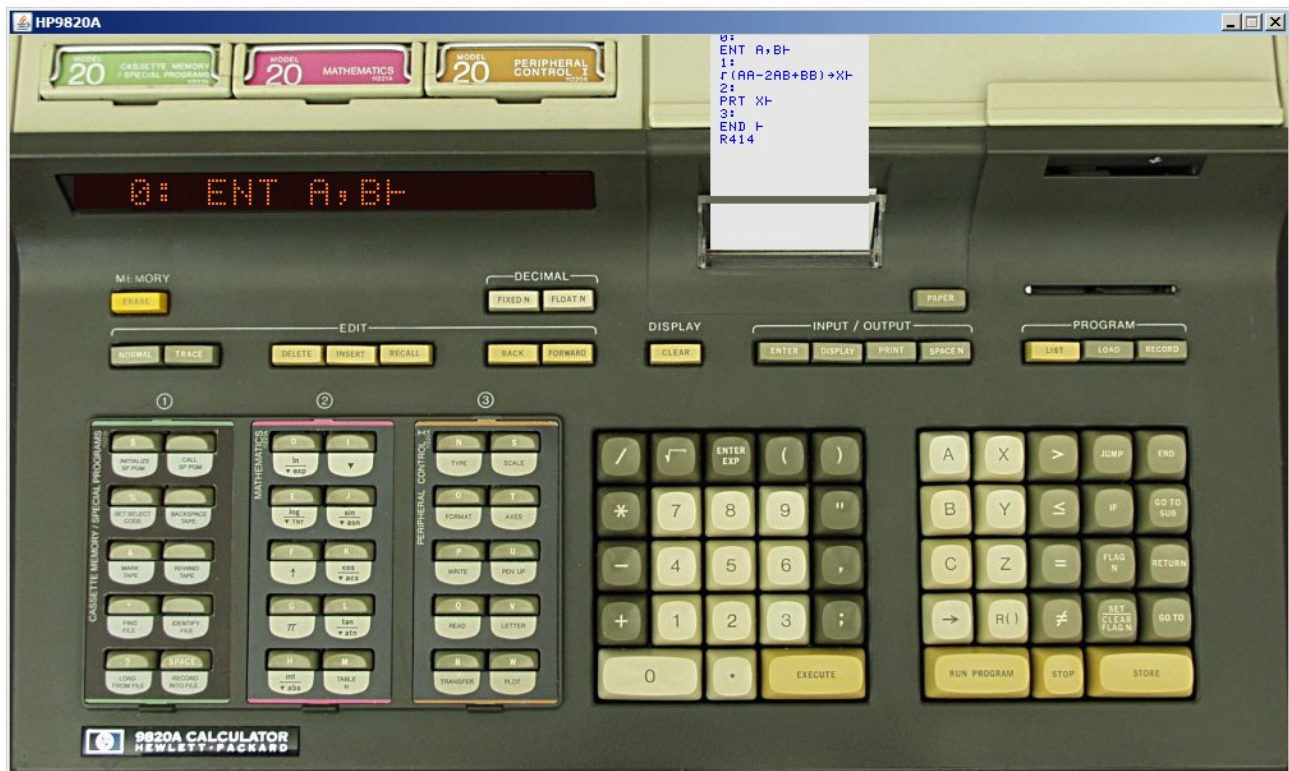 HP9820A
MODEL
20
CASSETTE MEMORY
/ SPECIAL PROGRAMS
MODEL
20
MATHEMATICS
11221A
MODEL
20
PERIPHERAL
CONTROL I
11220A
0:
ENT A,B⊢
1:
r(AA-2AB+BB)→X⊢
2:
PRT X⊢
3:
END ⊢
R414
0: ENT A,B⊢
MEMORY
ERASE
DECIMAL
FIXED N FLOAT N
PAPER
EDIT
NORMAL TRACE DELETE INSERT RECALL BACK FORWARD
DISPLAY
CLEAR
INPUT / OUTPUT
ENTER DISPLAY PRINT SPACE N
PROGRAM
LIST LOAD RECORD
①
②
③
CASSETTE MEMORY / SPECIAL PROGRAMS
$
INITIALIZE
SP PGM
CALL
SP PGM
%
SET SELECT
CODE
BACKSPACE
TAPE
&
MARK
TAPE
REWIND
TAPE
FIND
FILE
IDENTIFY
FILE
?
LOAD
FROM FILE
SPACE
RECORD
INTO FILE
MATHEMATICS
D
ln
▼ exp
I
▼
E
log
▼ TN↑
J
sin
▼ asn
F
↑
K
cos
▼ acs
G
π
L
tan
▼ atn
H
int
▼ abs
M
TABLE
N
PERIPHERAL CONTROL I
N
TYPE
S
SCALE
O
FORMAT
T
AXES
P
WRITE
U
PEN UP
Q
READ
V
LETTER
R
TRANSFER
W
PLOT
/ √ ENTER EXP ( )
* 7 8 9 "
- 4 5 6 ,
+ 1 2 3 ;
0 . EXECUTE
A X > JUMP END
B Y ≤ IF GO TO SUB
C Z = FLAG N RETURN
→ R() ≠ SET CLEAR FLAG N GO TO
RUN PROGRAM STOP STORE
hp
9820A CALCULATOR
HEWLETT·PACKARD